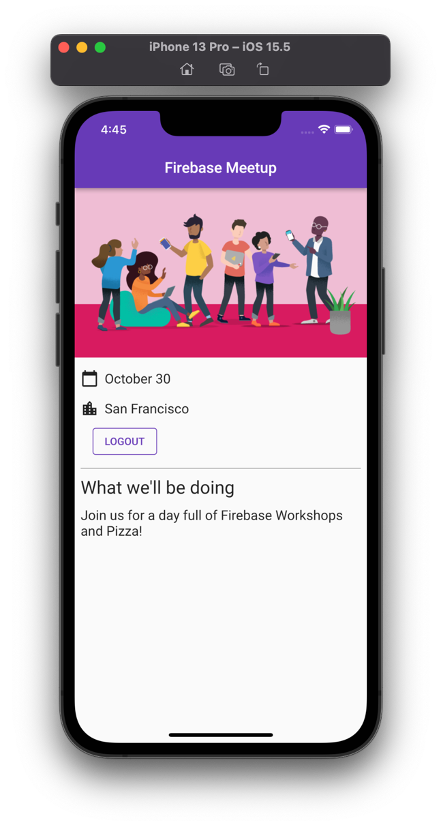 iPhone 13 Pro – iOS 15.5
4:45
Firebase Meetup
October 30
San Francisco
LOGOUT
What we'll be doing
Join us for a day full of Firebase Workshops
and Pizza!